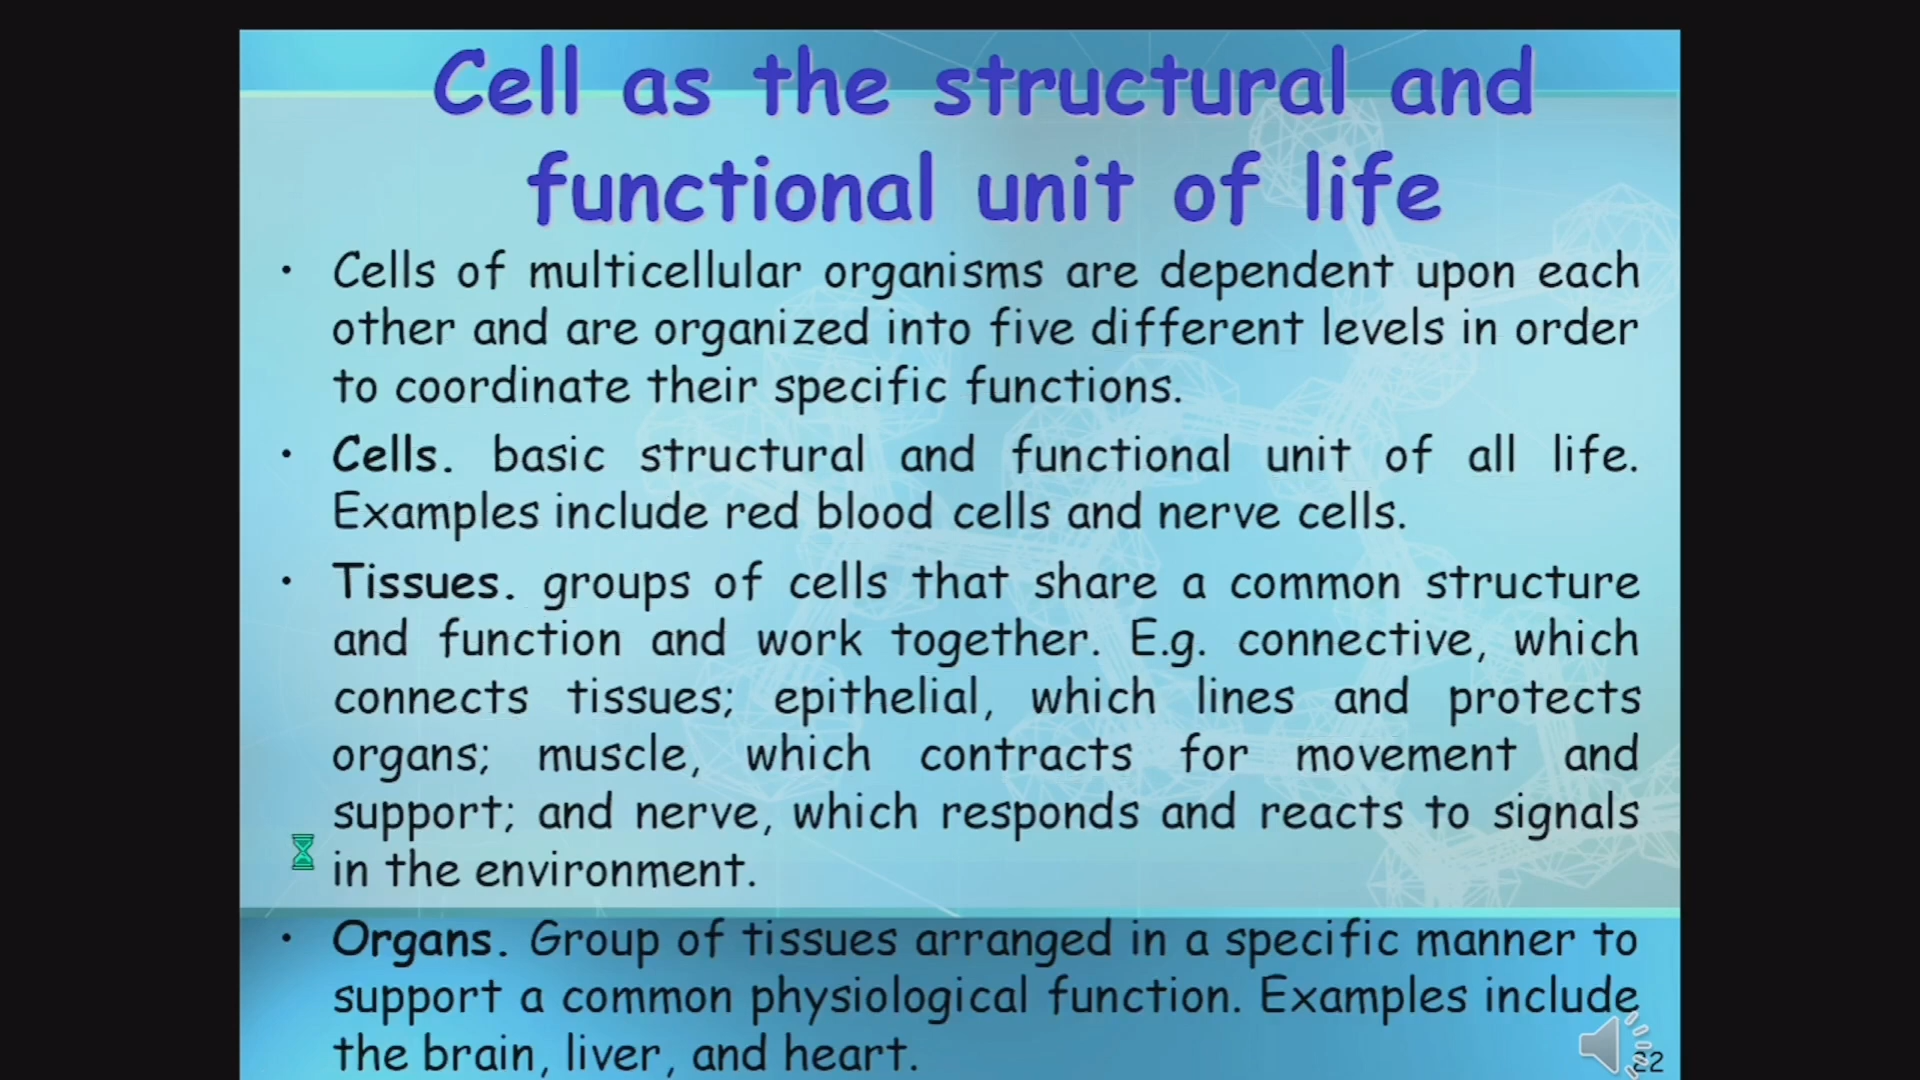 Cell as the structural and
functional unit of life
• Cells of multicellular organisms are dependent upon each
other and are organized into five different levels in order
to coordinate their specific functions.
• Cells. basic structural and functional unit of all life.
Examples include red blood cells and nerve cells.
• Tissues. groups of cells that share a common structure
and function and work together. E.g. connective, which
connects tissues; epithelial, which lines and protects
organs; muscle, which contracts for movement and
support; and nerve, which responds and reacts to signals
in the environment.
• Organs. Group of tissues arranged in a specific manner to
support a common physiological function. Examples include
the brain, liver, and heart.
22